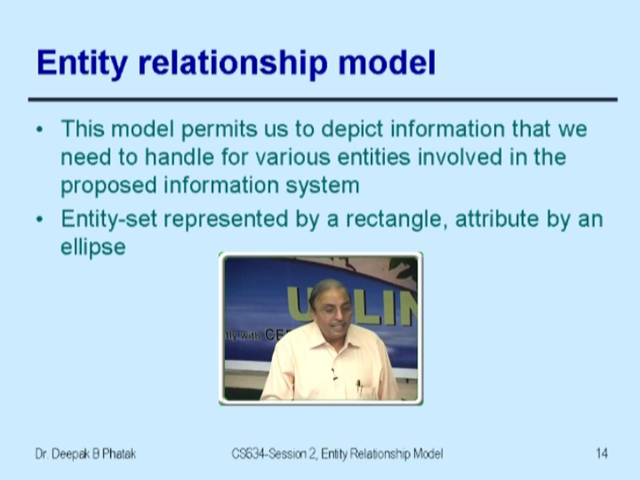 Entity relationship model
• This model permits us to depict information that we
need to handle for various entities involved in the
proposed information system
• Entity-set represented by a rectangle, attribute by an
ellipse
Dr. Deepak B Phatak
CS634-Session 2, Entity Relationship Model
14